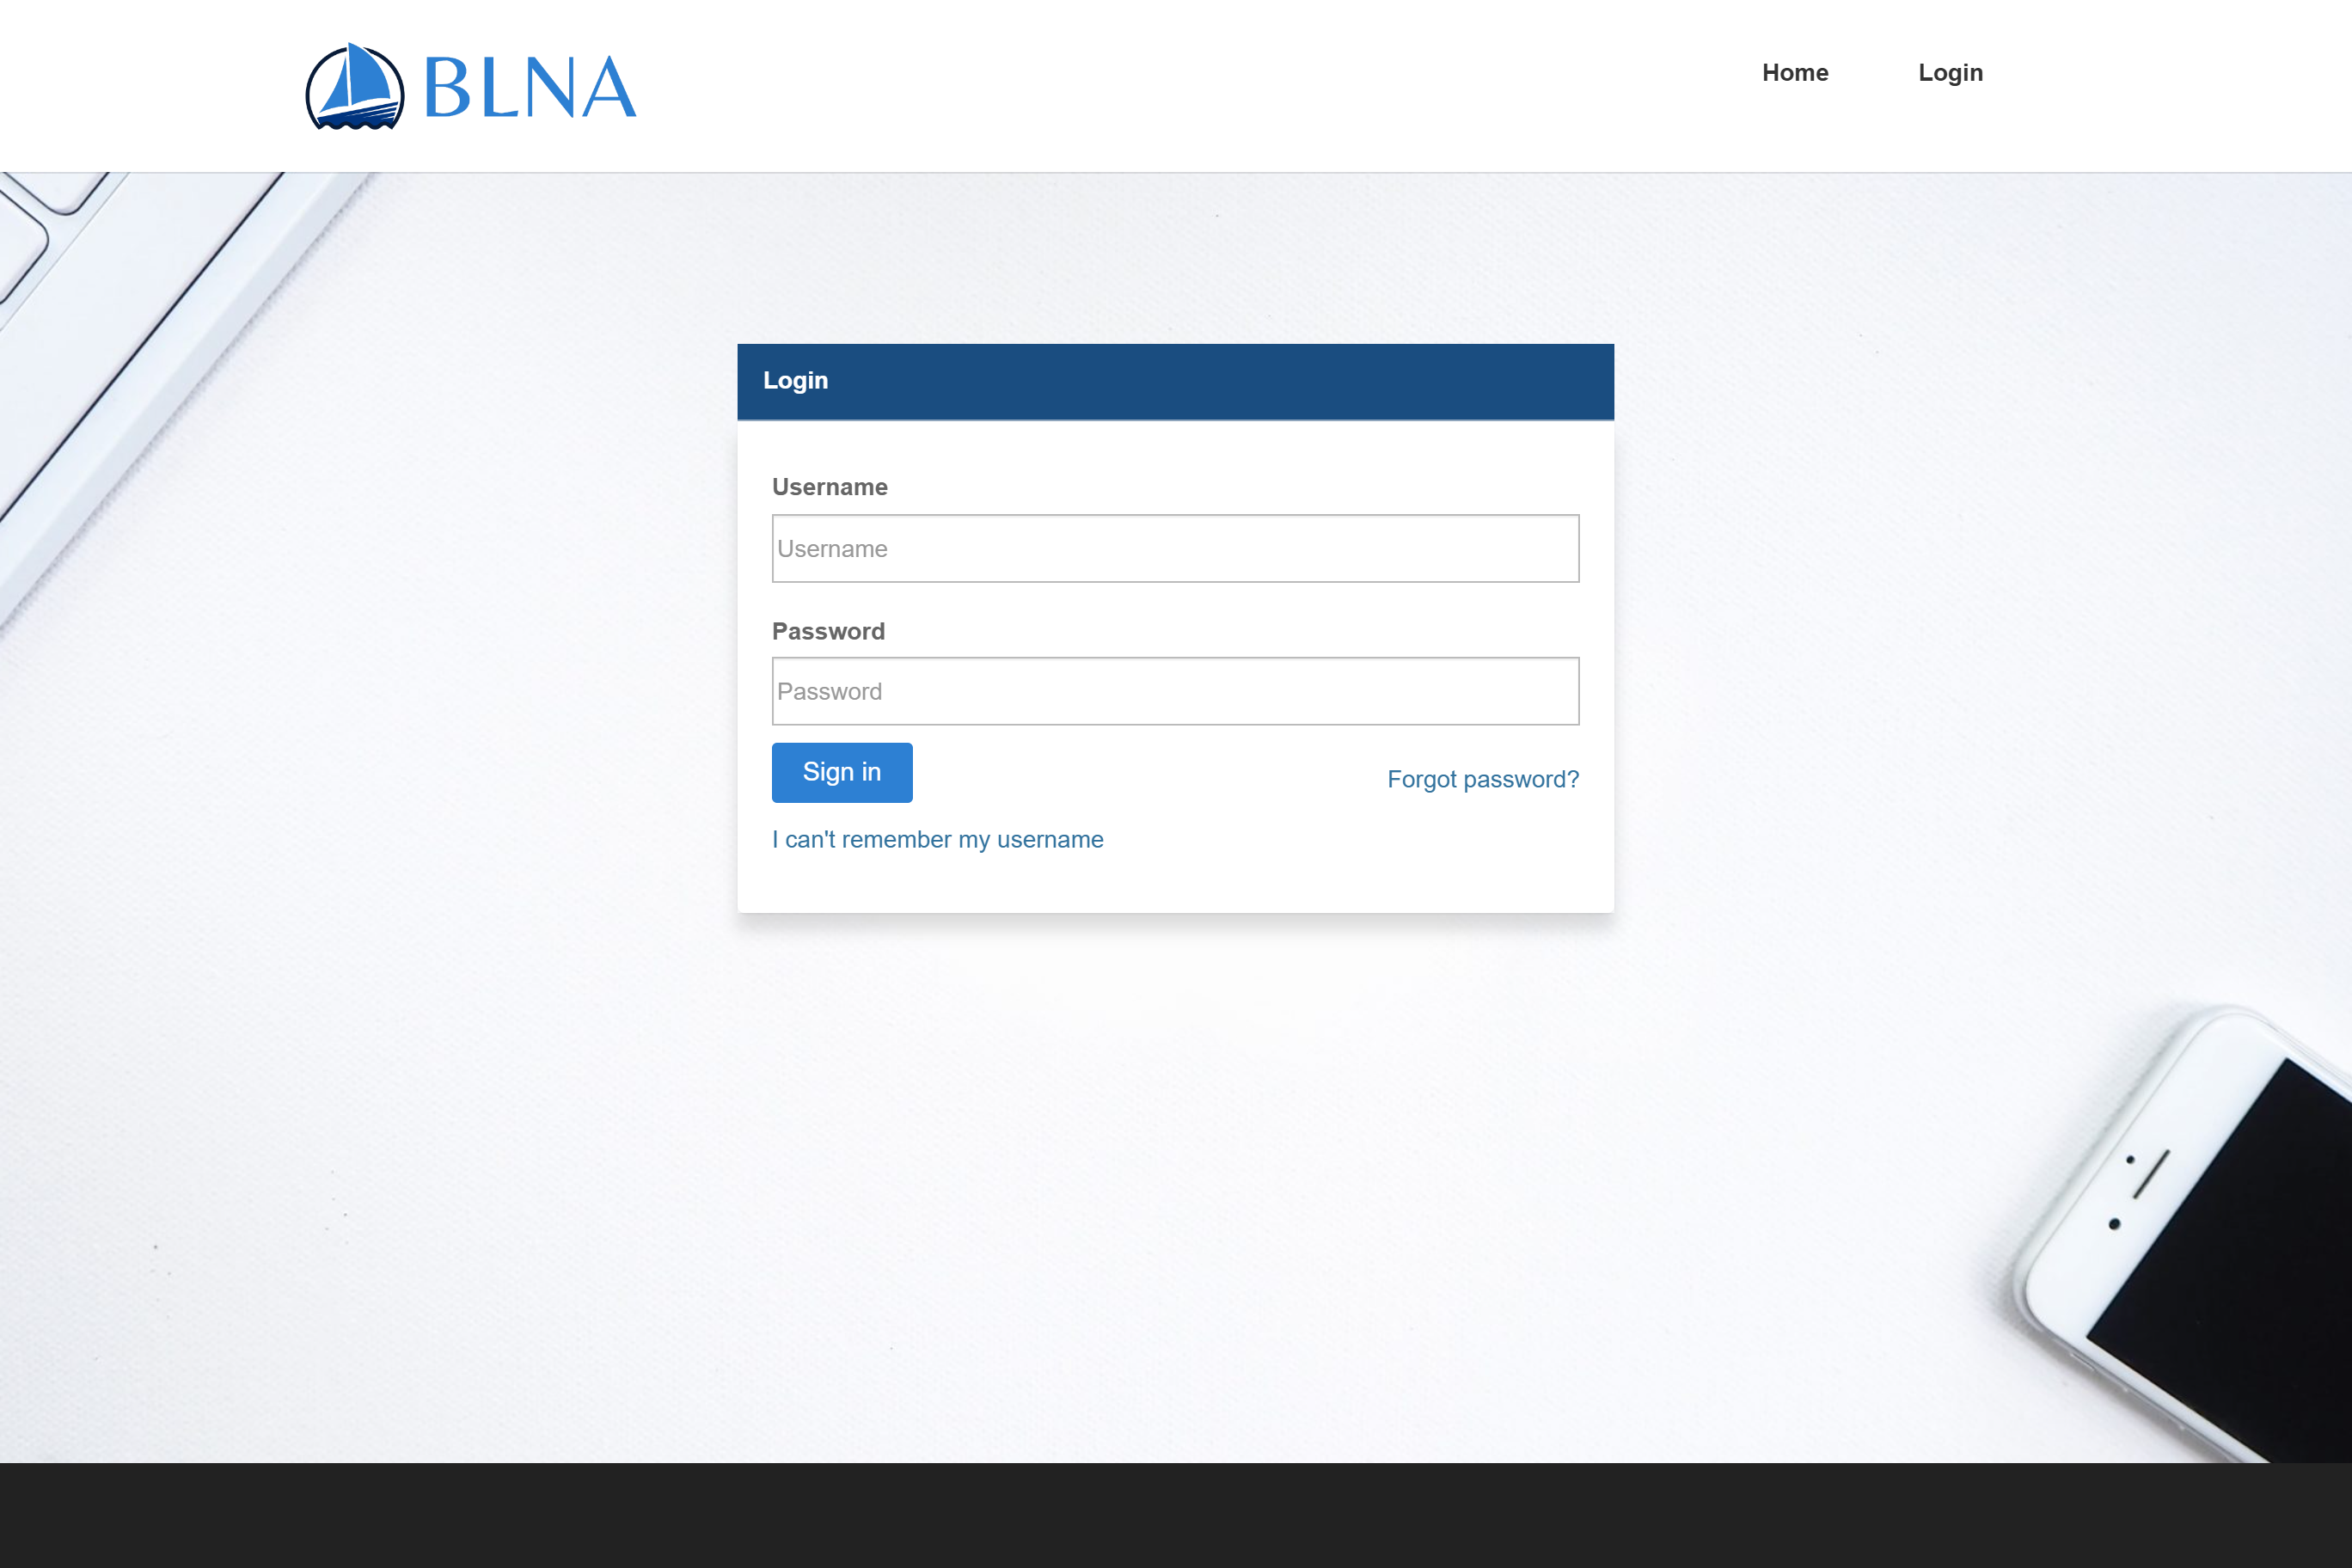 BLNA
Home Login
Login
Username
Username
Password
Password
Sign in
Forgot password?
I can't remember my username